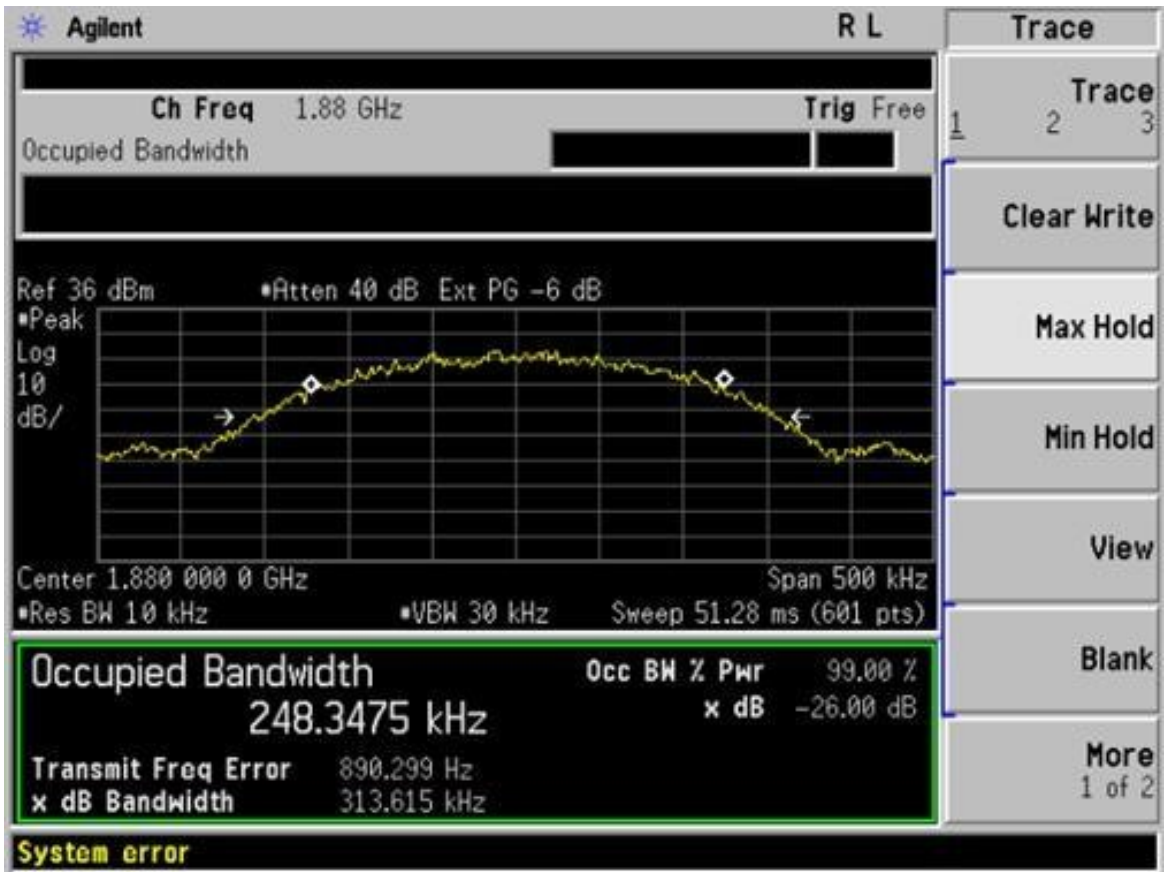 Agilent R L Trace
Ch Freq 1.88 GHz Trig Free
Occupied Bandwidth
Trace
1 2 3
Clear Write
Max Hold
Min Hold
View
Blank
More
1 of 2
Ref 36 dBm *Atten 40 dB Ext PG -6 dB
*Peak
Log
10
dB/
Center 1.880 000 0 GHz Span 500 kHz
*Res BW 10 kHz *VBW 30 kHz Sweep 51.28 ms (601 pts)
Occupied Bandwidth
248.3475 kHz
Occ BW % Pwr 99.00 %
x dB -26.00 dB
Transmit Freq Error 890.299 Hz
x dB Bandwidth 313.615 kHz
System error